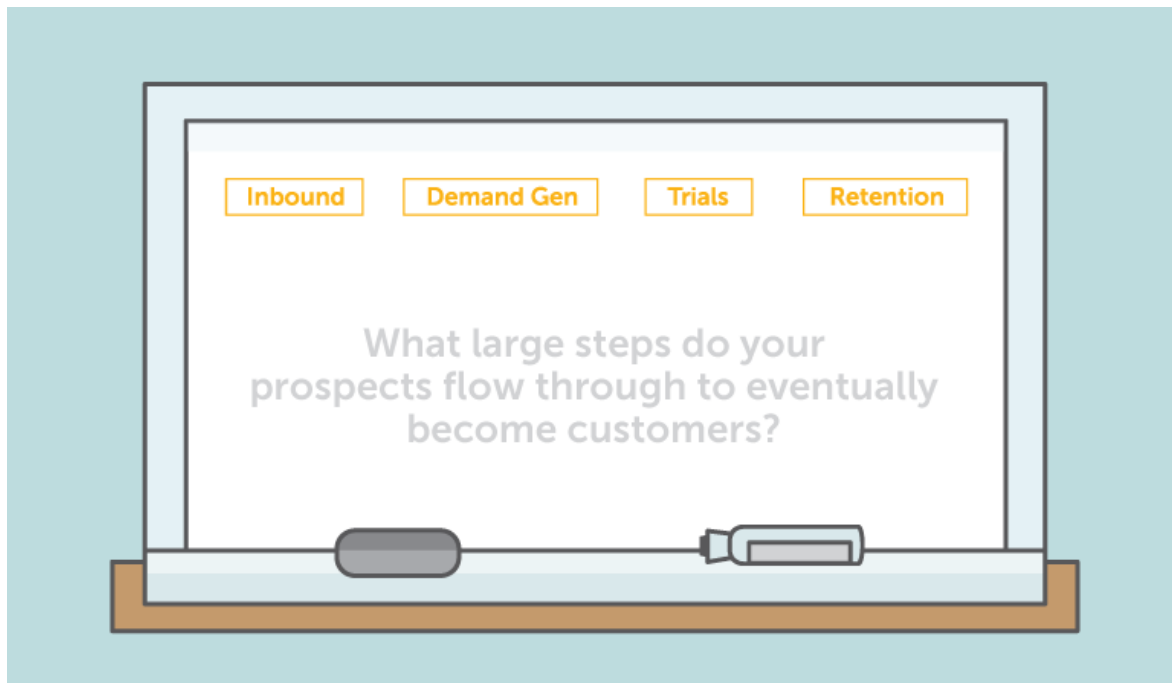 Inbound Demand Gen Trials Retention
What large steps do your
prospects flow through to eventually
become customers?